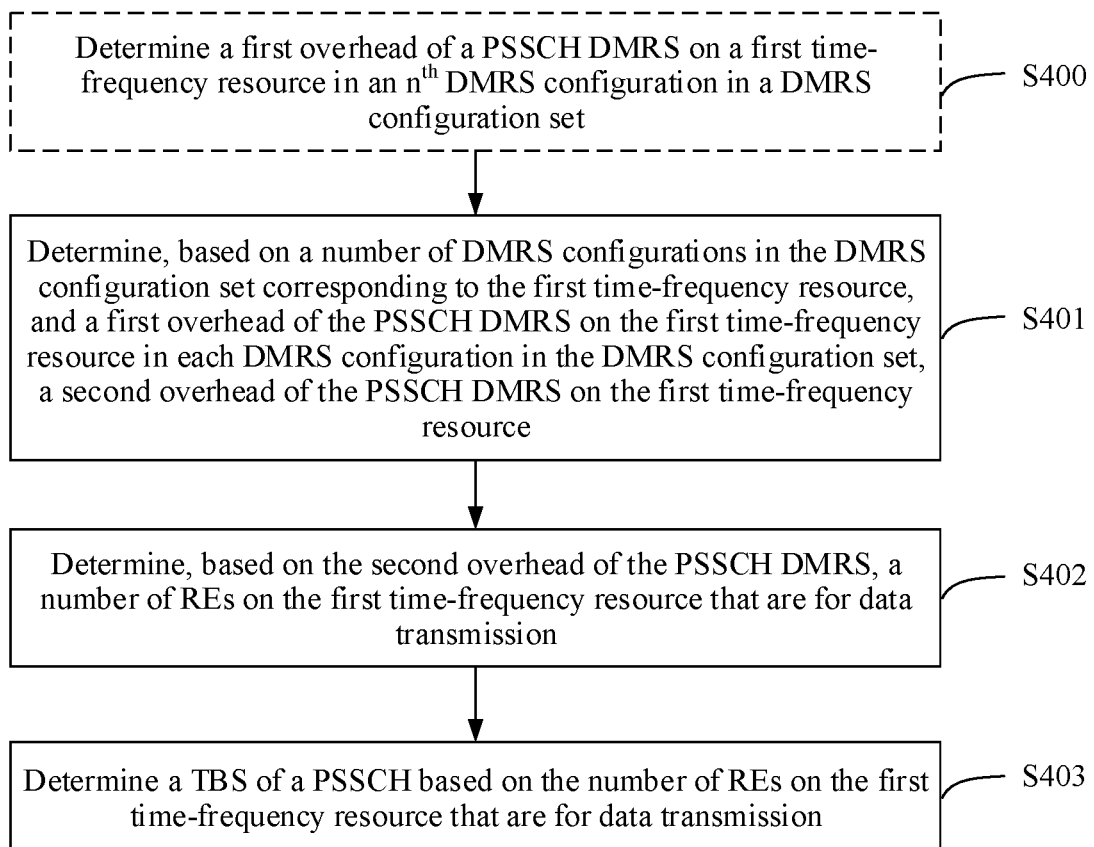 Determine a first overhead of a PSSCH DMRS on a first time-
frequency resource in an nth DMRS configuration in a DMRS
configuration set
S400
Determine, based on a number of DMRS configurations in the DMRS
configuration set corresponding to the first time-frequency resource,
and a first overhead of the PSSCH DMRS on the first time-frequency
resource in each DMRS configuration in the DMRS configuration set,
a second overhead of the PSSCH DMRS on the first time-frequency
resource
S401
Determine, based on the second overhead of the PSSCH DMRS, a
number of REs on the first time-frequency resource that are for data
transmission
S402
Determine a TBS of a PSSCH based on the number of REs on the first
time-frequency resource that are for data transmission
S403